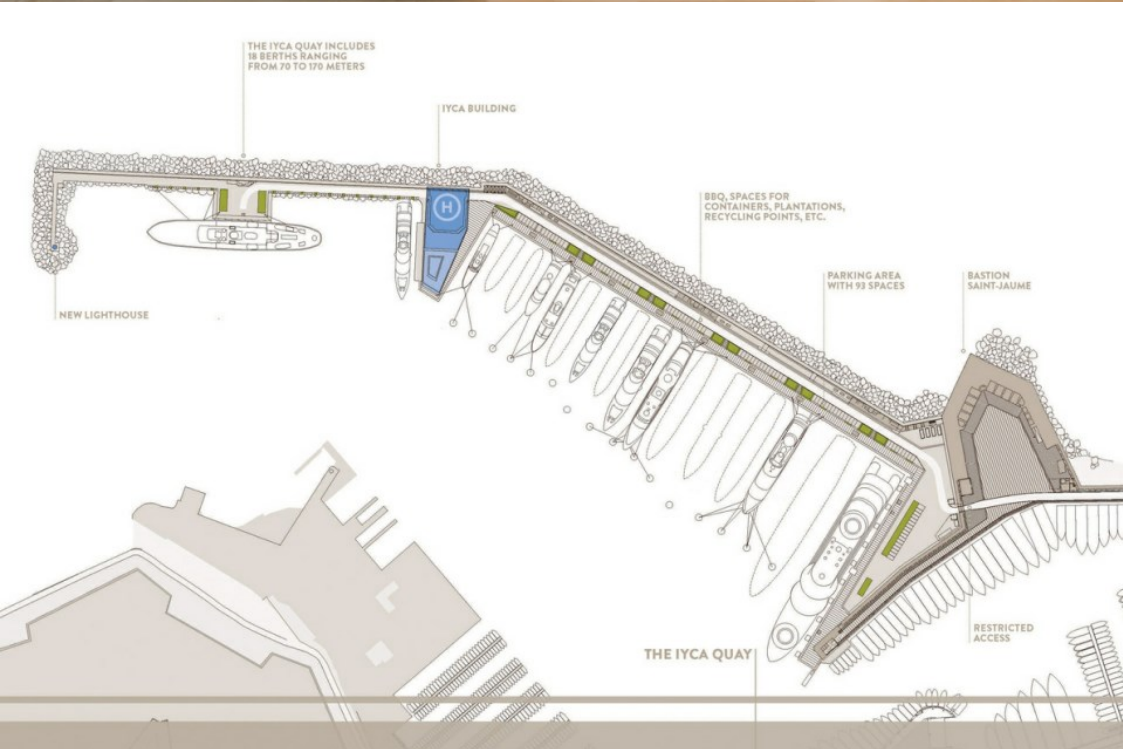 THE IYCA QUAY INCLUDES
18 BERTHS RANGING
FROM 70 TO 170 METERS
IYCA BUILDING
H
BBQ, SPACES FOR
CONTAINERS, PLANTATIONS,
RECYCLING POINTS, ETC.
PARKING AREA
WITH 93 SPACES
BASTION
SAINT-JAUME
NEW LIGHTHOUSE
RESTRICTED
ACCESS
THE IYCA QUAY